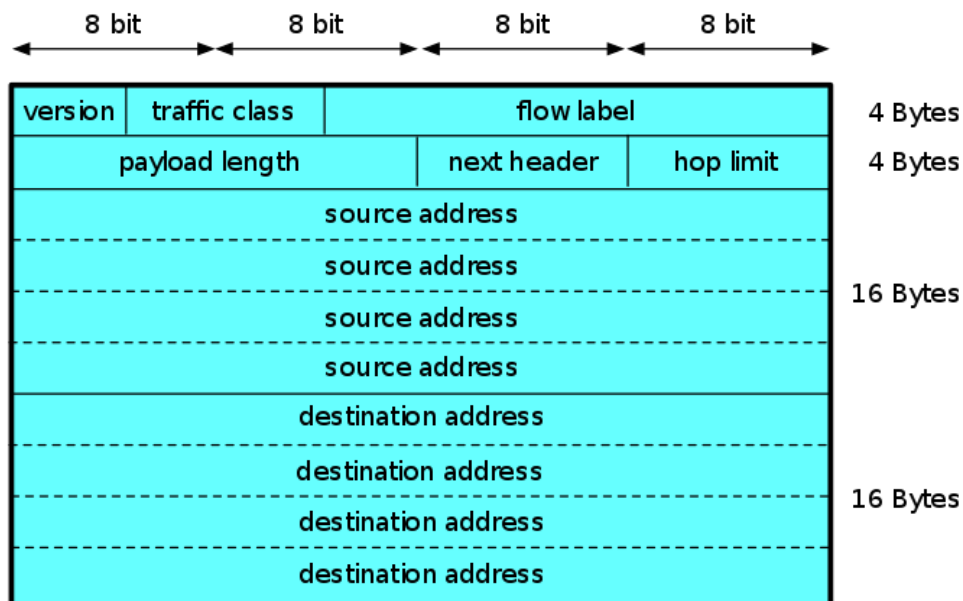 8 bit 8 bit 8 bit 8 bit
version traffic class flow label 4 Bytes
payload length next header hop limit 4 Bytes
source address
source address
16 Bytes
source address
source address
destination address
destination address
16 Bytes
destination address
destination address